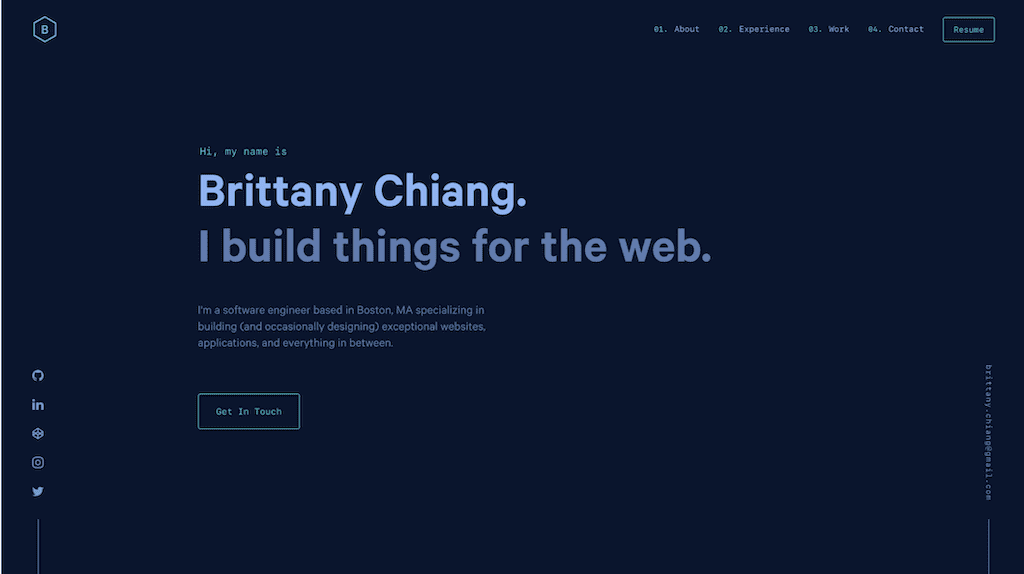 B
01. About 02. Experience 03. Work 04. Contact Resume
Hi, my name is
Brittany Chiang.
I build things for the web.
I'm a software engineer based in Boston, MA specializing in
building (and occasionally designing) exceptional websites,
applications, and everything in between.
Get In Touch
brittany.chiang@gmail.com